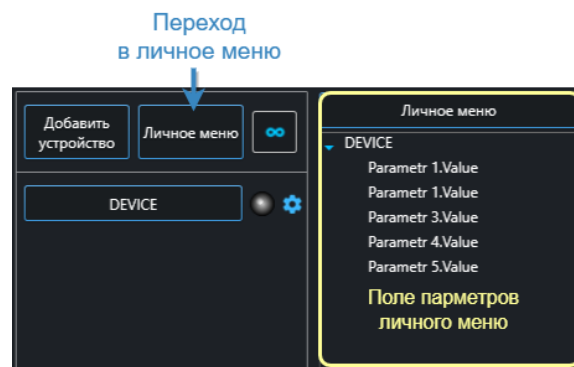 Переход
в личное меню
Добавить
устройство
Личное меню
DEVICE
Личное меню
DEVICE
Parametr 1.Value
Parametr 1.Value
Parametr 3.Value
Parametr 4.Value
Parametr 5.Value
Поле парметров
личного меню